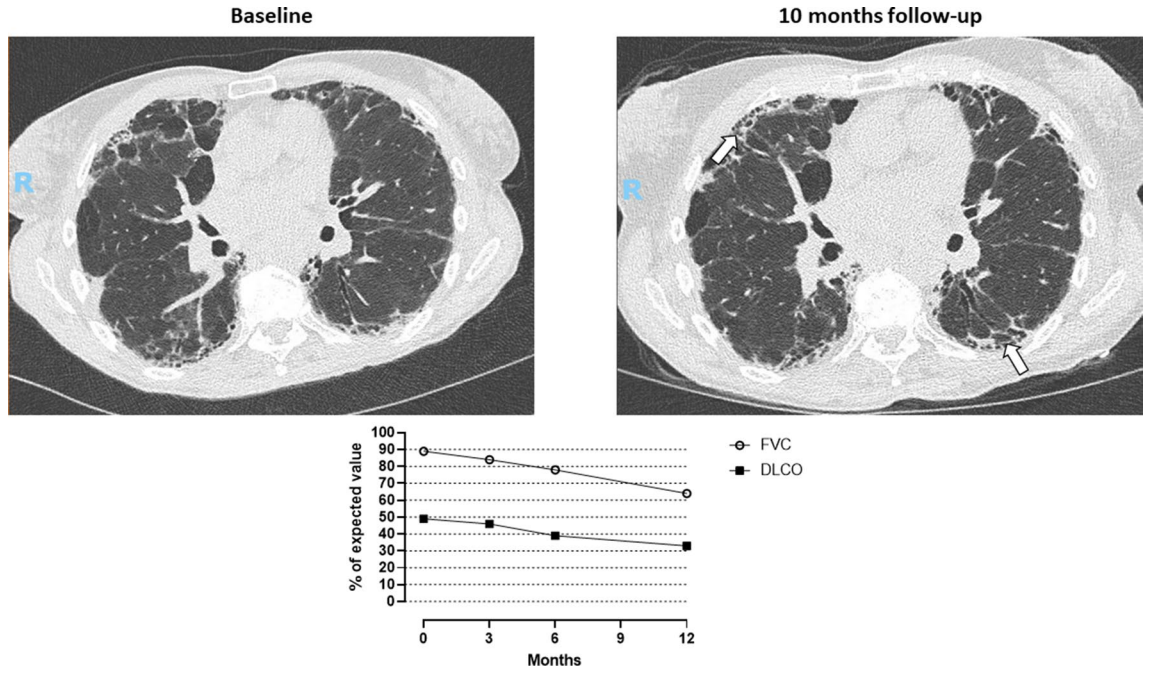 Baseline
10 months follow-up
R
R
100
90
80
70
60
50
40
30
20
10
0
% of expected value
0 3 6 9 12
Months
FVC
DLCO